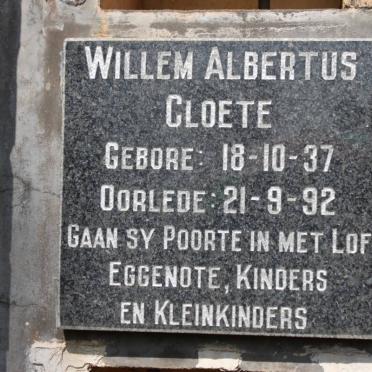 WILLEM ALBERTUS
CLOETE
GEBORE: 18-10-37
OORLEDE: 21-9-92
GAAN SY POORTE IN MET LOF
EGGENOTE, KINDERS
EN KLEINKINDERS